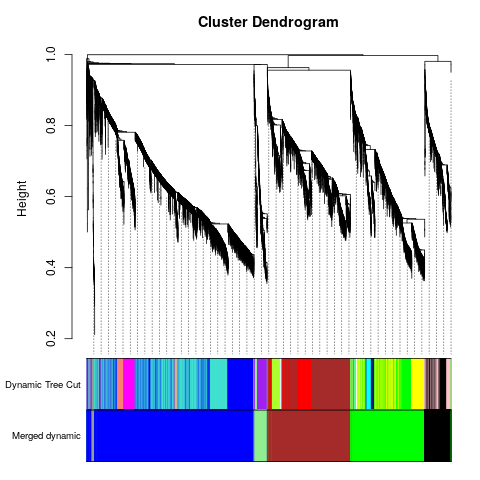 Cluster Dendrogram
Height
1.0
0.8
0.6
0.4
0.2
Dynamic Tree Cut
Merged dynamic